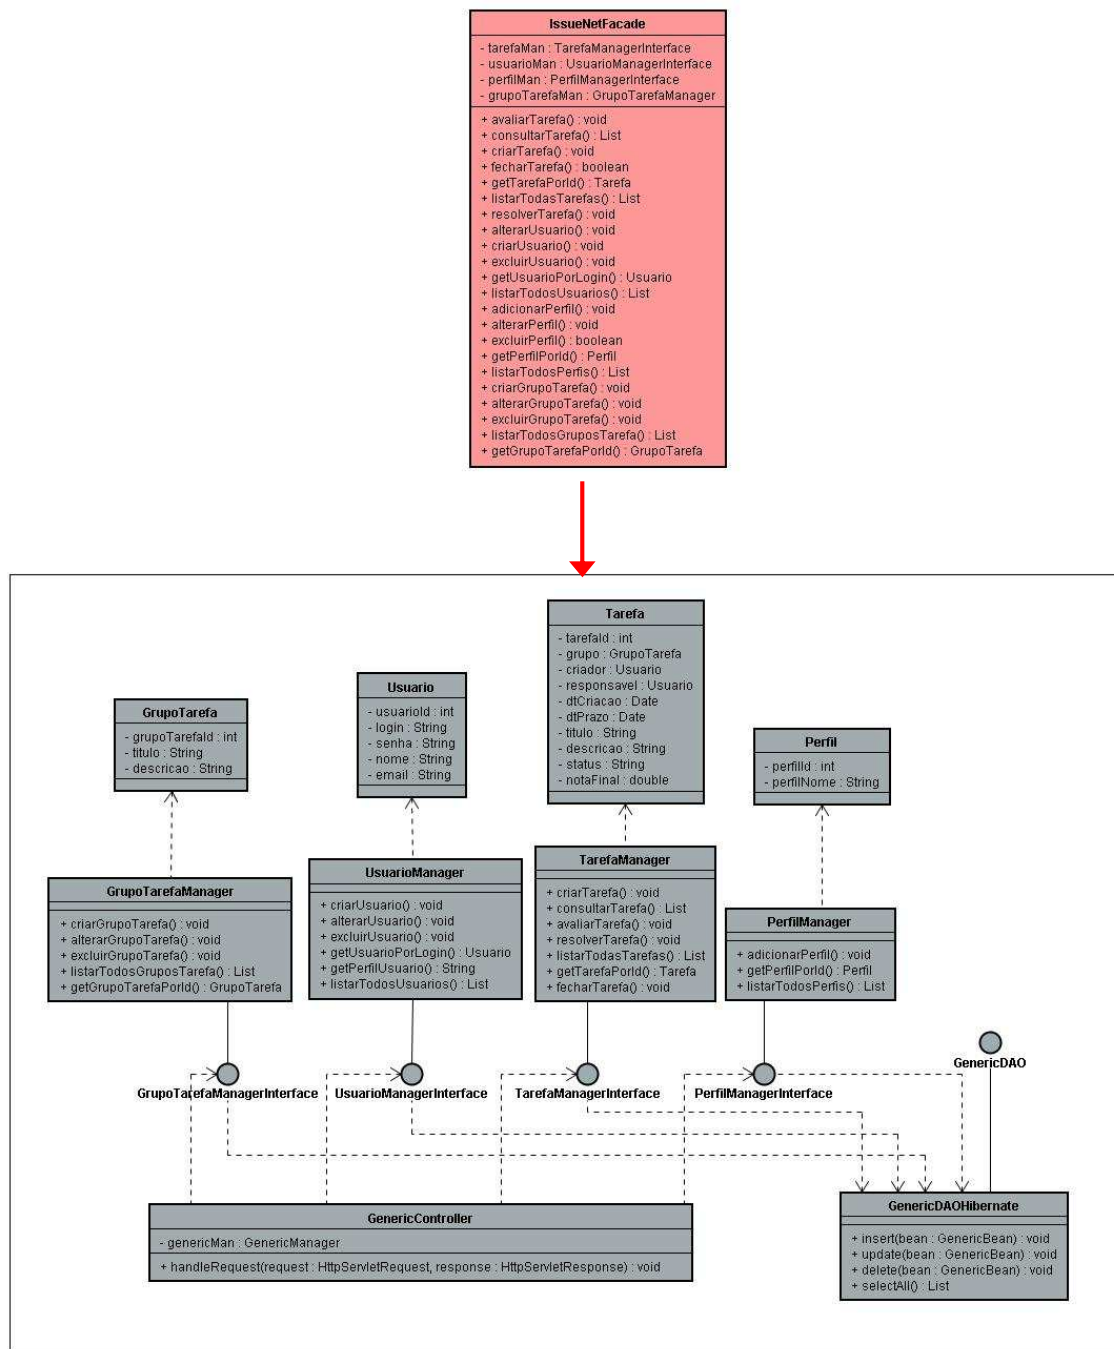 IssueNetFacade
- tarefaMan : TarefaManagerInterface
- usuarioMan : UsuarioManagerInterface
- perfilMan : PerfilManagerInterface
- grupoTarefaMan : GrupoTarefaManager
+ avaliarTarefa() : void
+ consultarTarefa() : List
+ criarTarefa() : void
+ fecharTarefa() : boolean
+ getTarefaPorId() : Tarefa
+ listarTodasTarefas() : List
+ resolverTarefa() : void
+ alterarUsuario() : void
+ criarUsuario() : void
+ excluirUsuario() : void
+ getUsuarioPorLogin() : Usuario
+ listarTodosUsuarios() : List
+ adicionarPerfil() : void
+ alterarPerfil() : void
+ excluirPerfil() : boolean
+ getPerfilPorId() : Perfil
+ listarTodosPerfis() : List
+ criarGrupoTarefa() : void
+ alterarGrupoTarefa() : void
+ excluirGrupoTarefa() : void
+ listarTodosGruposTarefa() : List
+ getGrupoTarefaPorId() : GrupoTarefa
Tarefa
- tarefaId : int
- grupo : GrupoTarefa
- criador : Usuario
- responsavel : Usuario
- dtCriacao : Date
- dtPrazo : Date
- titulo : String
- descricao : String
- status : String
- notaFinal : double
Usuario
- usuarioId : int
- login : String
- senha : String
- nome : String
- email : String
GrupoTarefa
- grupoTarefaId : int
- titulo : String
- descricao : String
Perfil
- perfilId : int
- perfilNome : String
GrupoTarefaManager
+ criarGrupoTarefa() : void
+ alterarGrupoTarefa() : void
+ excluirGrupoTarefa() : void
+ listarTodosGruposTarefa() : List
+ getGrupoTarefaPorId() : GrupoTarefa
UsuarioManager
+ criarUsuario() : void
+ alterarUsuario() : void
+ excluirUsuario() : void
+ getUsuarioPorLogin() : Usuario
+ getPerfilUsuario() : String
+ listarTodosUsuarios() : List
TarefaManager
+ criarTarefa() : void
+ consultarTarefa() : List
+ avaliarTarefa() : void
+ resolverTarefa() : void
+ listarTodasTarefas() : List
+ getTarefaPorId() : Tarefa
+ fecharTarefa() : void
PerfilManager
+ adicionarPerfil() : void
+ getPerfilPorId() : Perfil
+ listarTodosPerfis() : List
GenericDAO
GrupoTarefaManagerInterface
UsuarioManagerInterface
TarefaManagerInterface
PerfilManagerInterface
GenericController
- genericMan : GenericManager
+ handleRequest(request : HttpServletRequest, response : HttpServletResponse) : void
GenericDAOHibernate
+ insert(bean : GenericBean) : void
+ update(bean : GenericBean) : void
+ delete(bean : GenericBean) : void
+ selectAll() : List